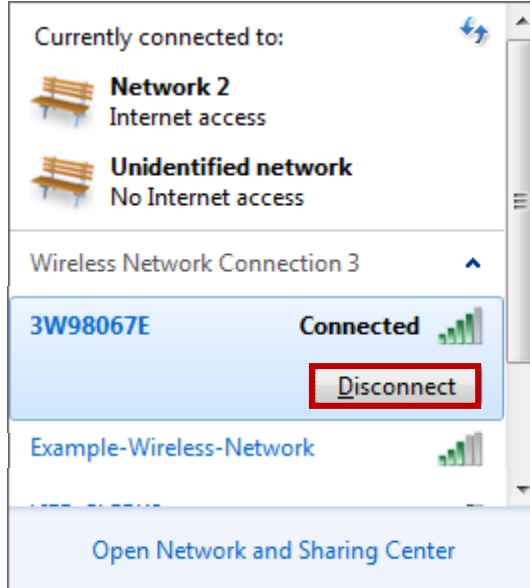 Currently connected to:
Network 2
Internet access
Unidentified network
No Internet access
Wireless Network Connection 3
3W98067E Connected
Disconnect
Example-Wireless-Network
Open Network and Sharing Center